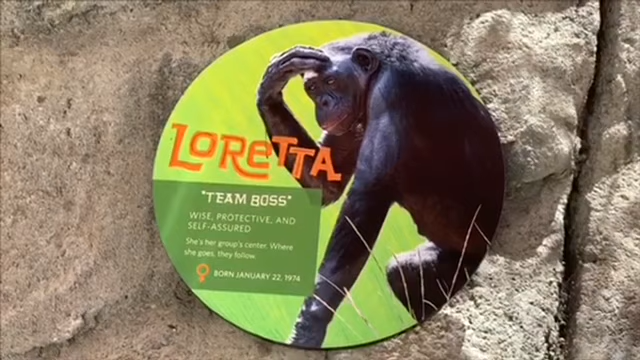 LORETTA
"TEAM BOSS"
WISE, PROTECTIVE, AND
SELF-ASSURED
She's her group's center. Where
she goes, they follow.
BORN JANUARY 22, 1974